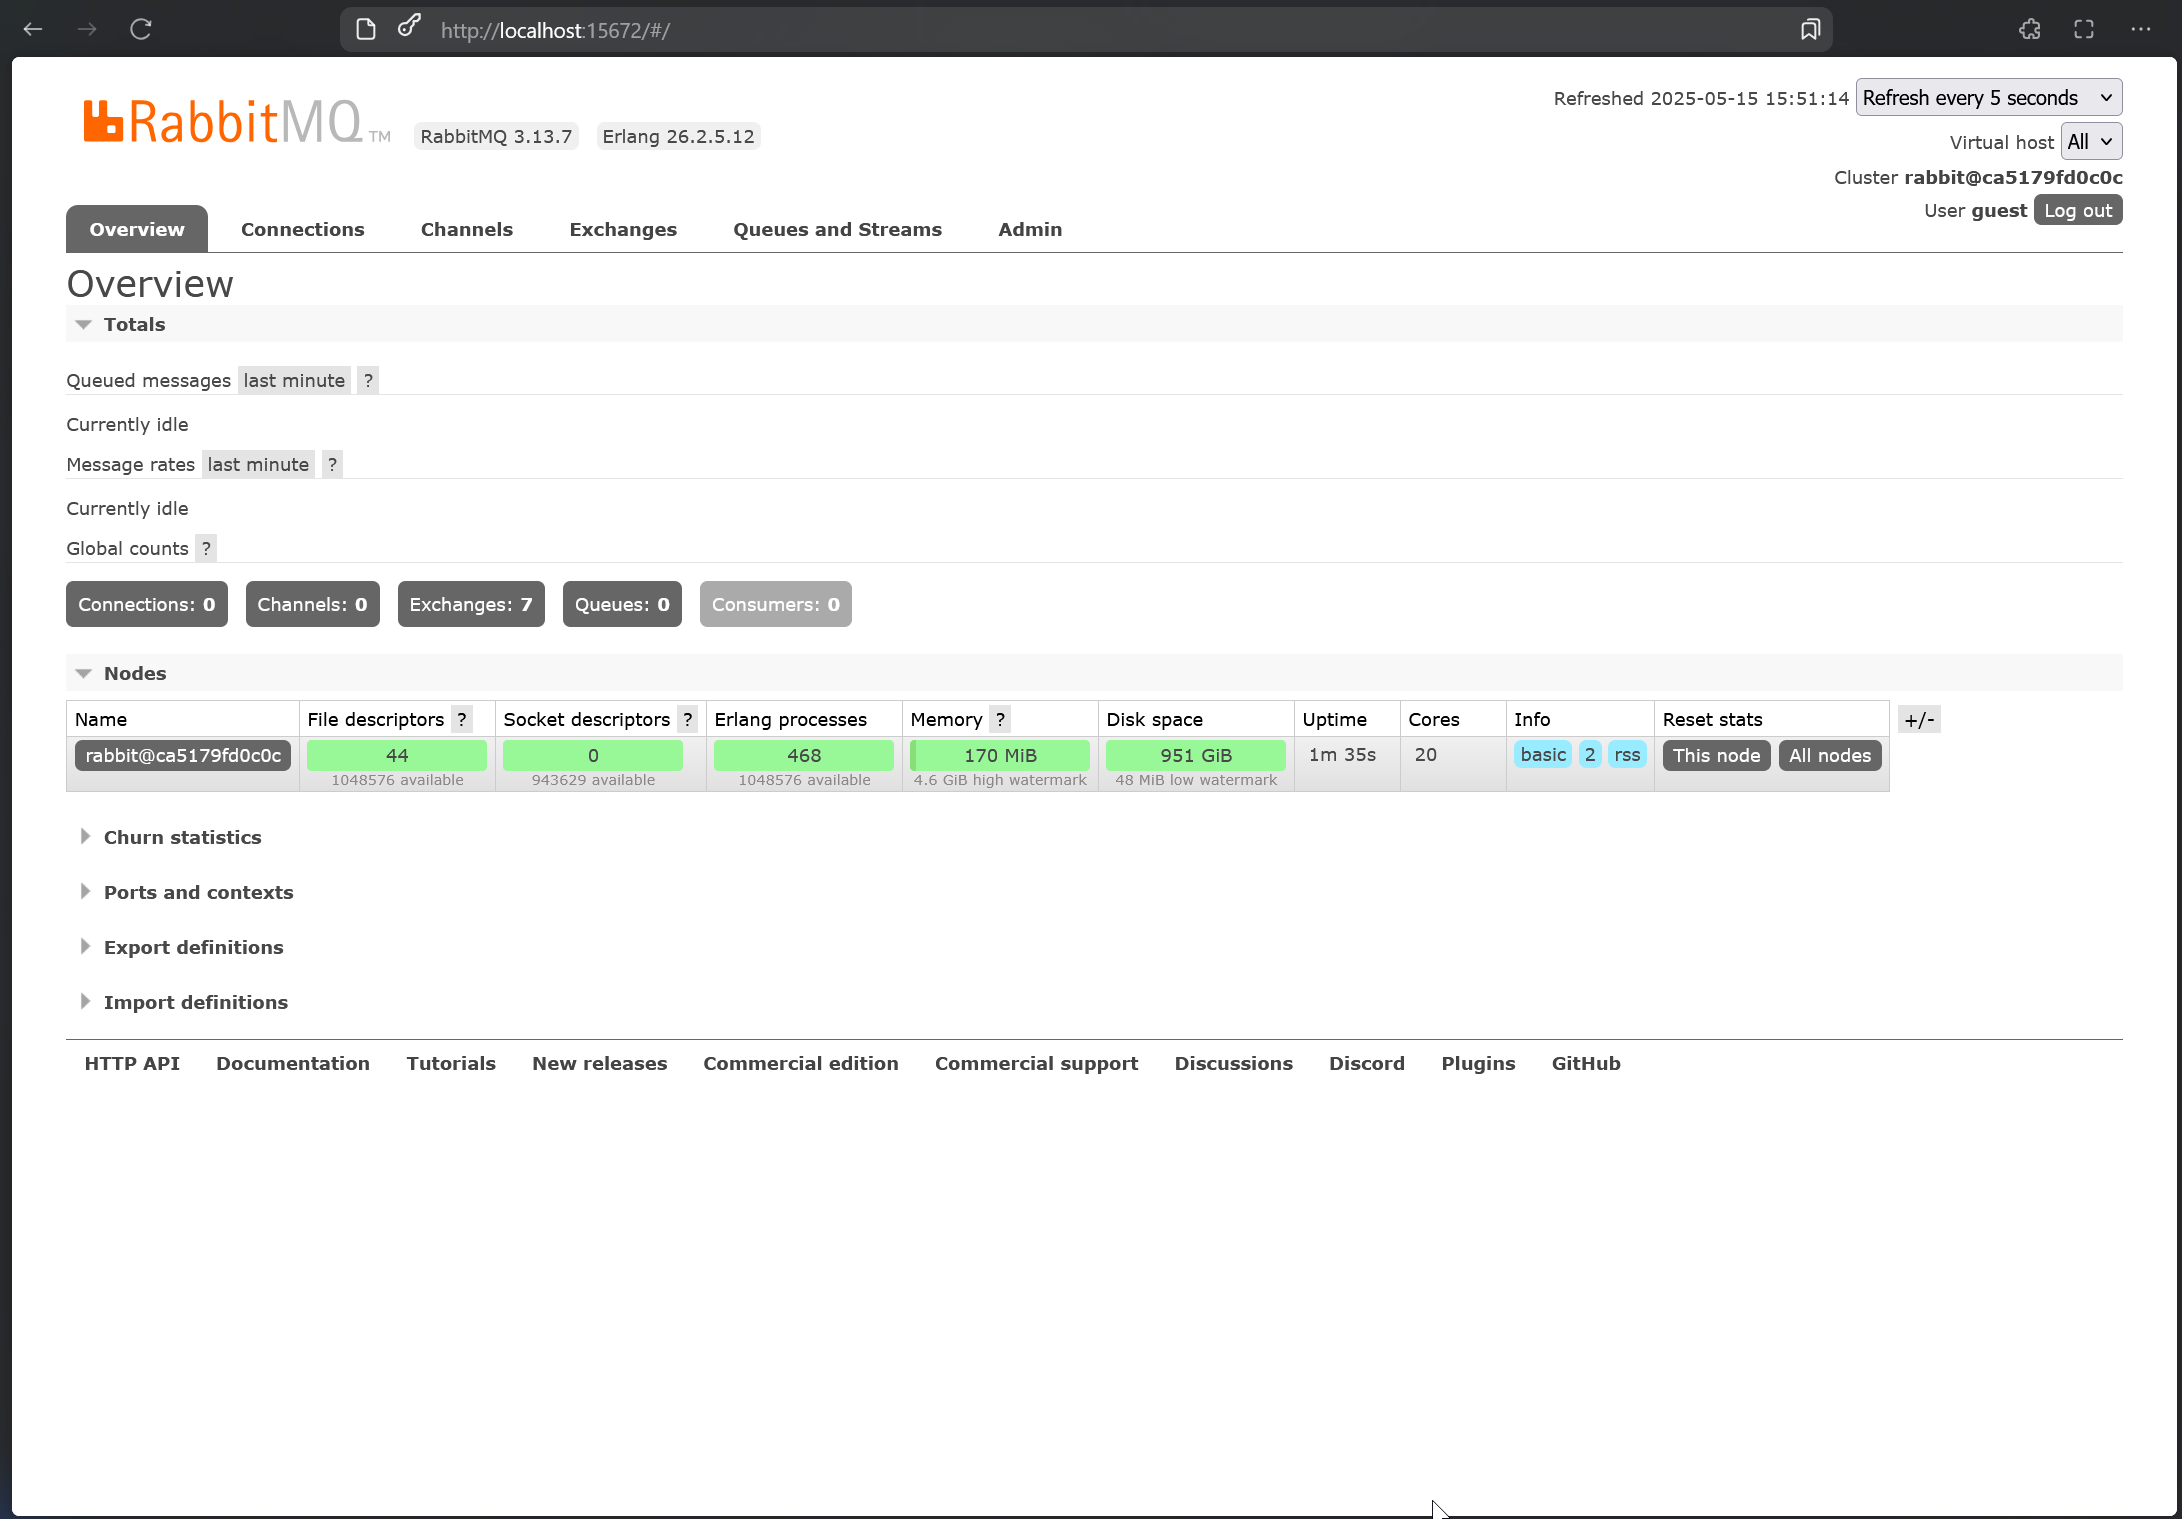 http://localhost:15672/#/
RabbitMQ TM RabbitMQ 3.13.7 Erlang 26.2.5.12
Refreshed 2025-05-15 15:51:14 Refresh every 5 seconds
Virtual host All
Cluster rabbit@ca5179fd0c0c
User guest Log out
Overview Connections Channels Exchanges Queues and Streams Admin
Overview
Totals
Queued messages last minute ?
Currently idle
Message rates last minute ?
Currently idle
Global counts ?
Connections: 0 Channels: 0 Exchanges: 7 Queues: 0 Consumers: 0
Nodes
Name File descriptors ? Socket descriptors ? Erlang processes Memory ? Disk space Uptime Cores Info Reset stats +/-
rabbit@ca5179fd0c0c 44 0 468 170 MiB 951 GiB 1m 35s 20 basic 2 rss This node All nodes
1048576 available 943629 available 1048576 available 4.6 GiB high watermark 48 MiB low watermark
Churn statistics
Ports and contexts
Export definitions
Import definitions
HTTP API Documentation Tutorials New releases Commercial edition Commercial support Discussions Discord Plugins GitHub